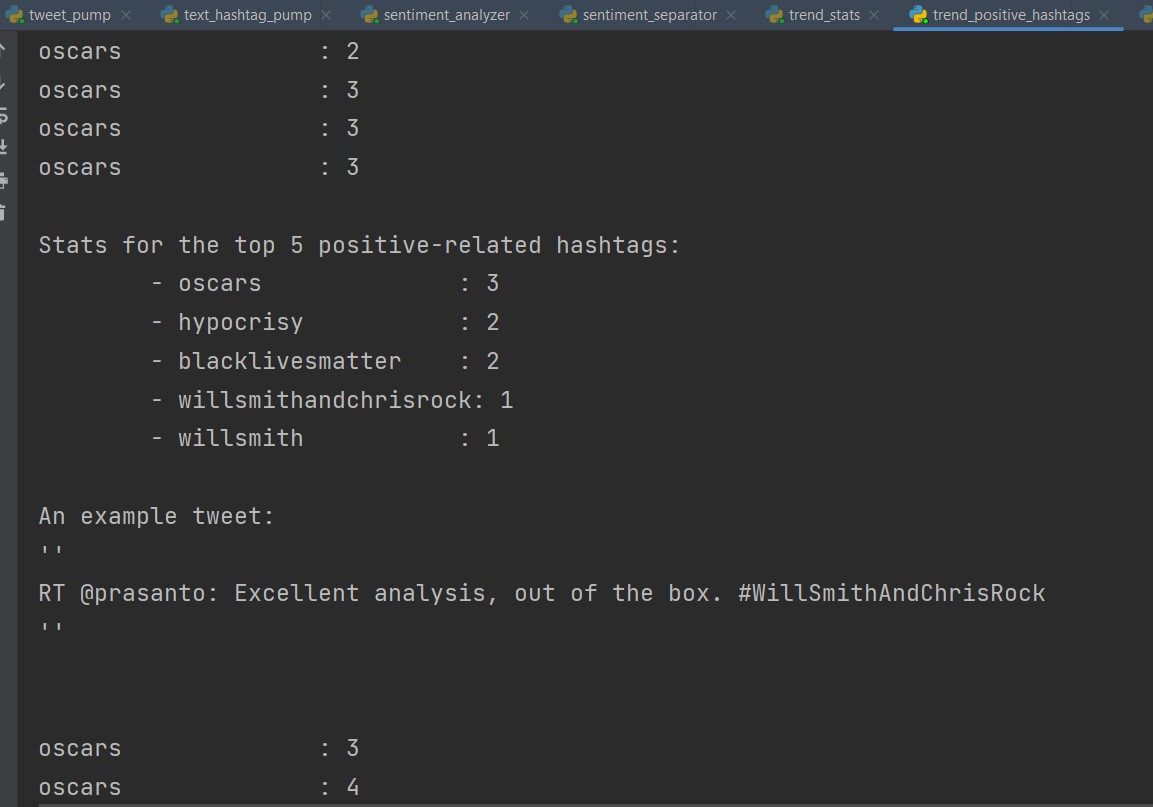 tweet_pump × text_hashtag_pump × sentiment_analyzer × sentiment_separator × trend_stats × trend_positive_hashtags ×
oscars : 2
oscars : 3
oscars : 3
oscars : 3
Stats for the top 5 positive-related hashtags:
- oscars : 3
- hypocrisy : 2
- blacklivesmatter : 2
- willsmithandchrisrock: 1
- willsmith : 1
An example tweet:
''
RT @prasanto: Excellent analysis, out of the box. #WillSmithAndChrisRock
''
oscars : 3
oscars : 4